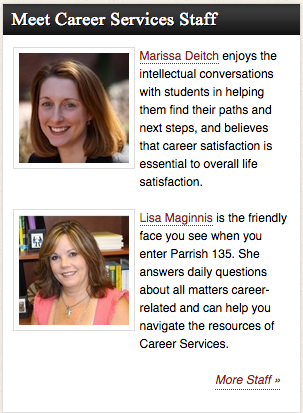 Meet Career Services Staff
Marissa Deitch enjoys the
intellectual conversations
with students in helping
them find their paths and
next steps, and believes
that career satisfaction is
essential to overall life
satisfaction.
Lisa Maginnis is the friendly
face you see when you
enter Parrish 135. She
answers daily questions
about all matters career-
related and can help you
navigate the resources of
Career Services.
More Staff »